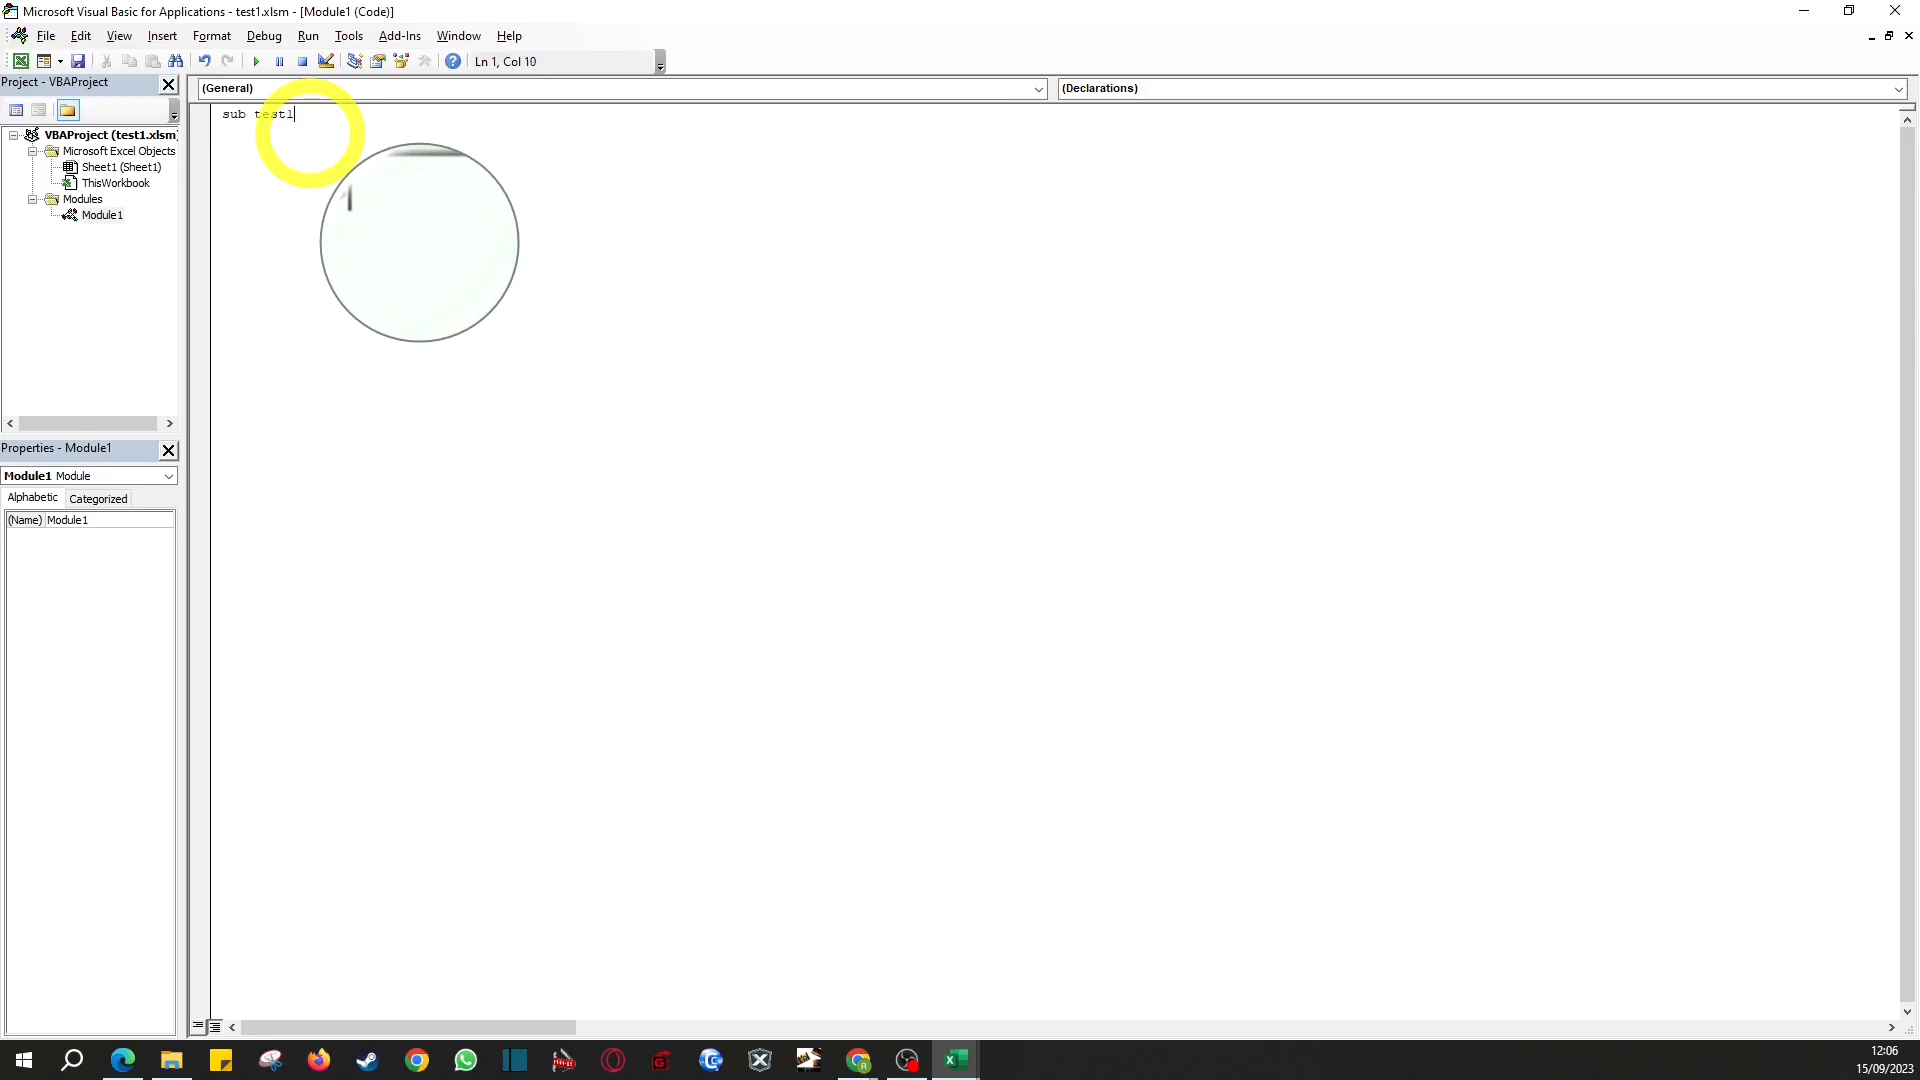 Microsoft Visual Basic for Applications - test1.xlsm - [Module1 (Code)]
File Edit View Insert Format Debug Run Tools Add-Ins Window Help
Ln 1, Col 10
Project - VBAProject
(General)
(Declarations)
sub test1
VBAProject (test1.xlsm)
Microsoft Excel Objects
Sheet1 (Sheet1)
ThisWorkbook
Modules
Module1
Properties - Module1
Module1 Module
Alphabetic Categorized
(Name) Module1
12:06
15/09/2023